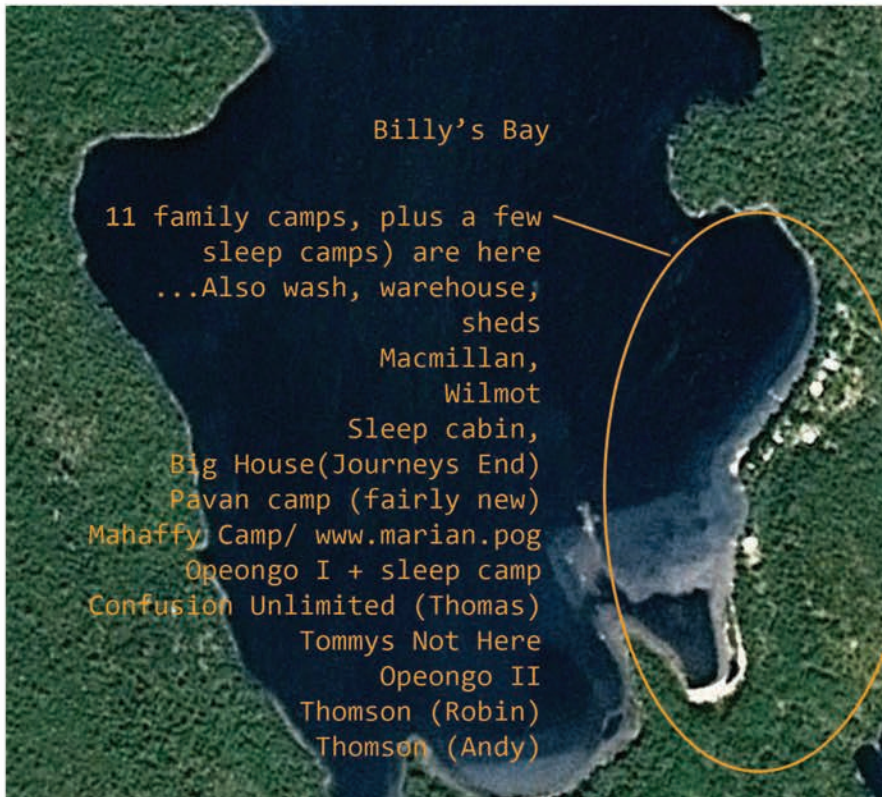 Billy's Bay
11 family camps, plus a few
sleep camps) are here
...Also wash, warehouse,
sheds
Macmillan,
Wilmot
Sleep cabin,
Big House(Journeys End)
Pavan camp (fairly new)
Mahaffy Camp/ www.marian.pog
Opeongo I + sleep camp
Confusion Unlimited (Thomas)
Tommys Not Here
Opeongo II
Thomson (Robin)
Thomson (Andy)